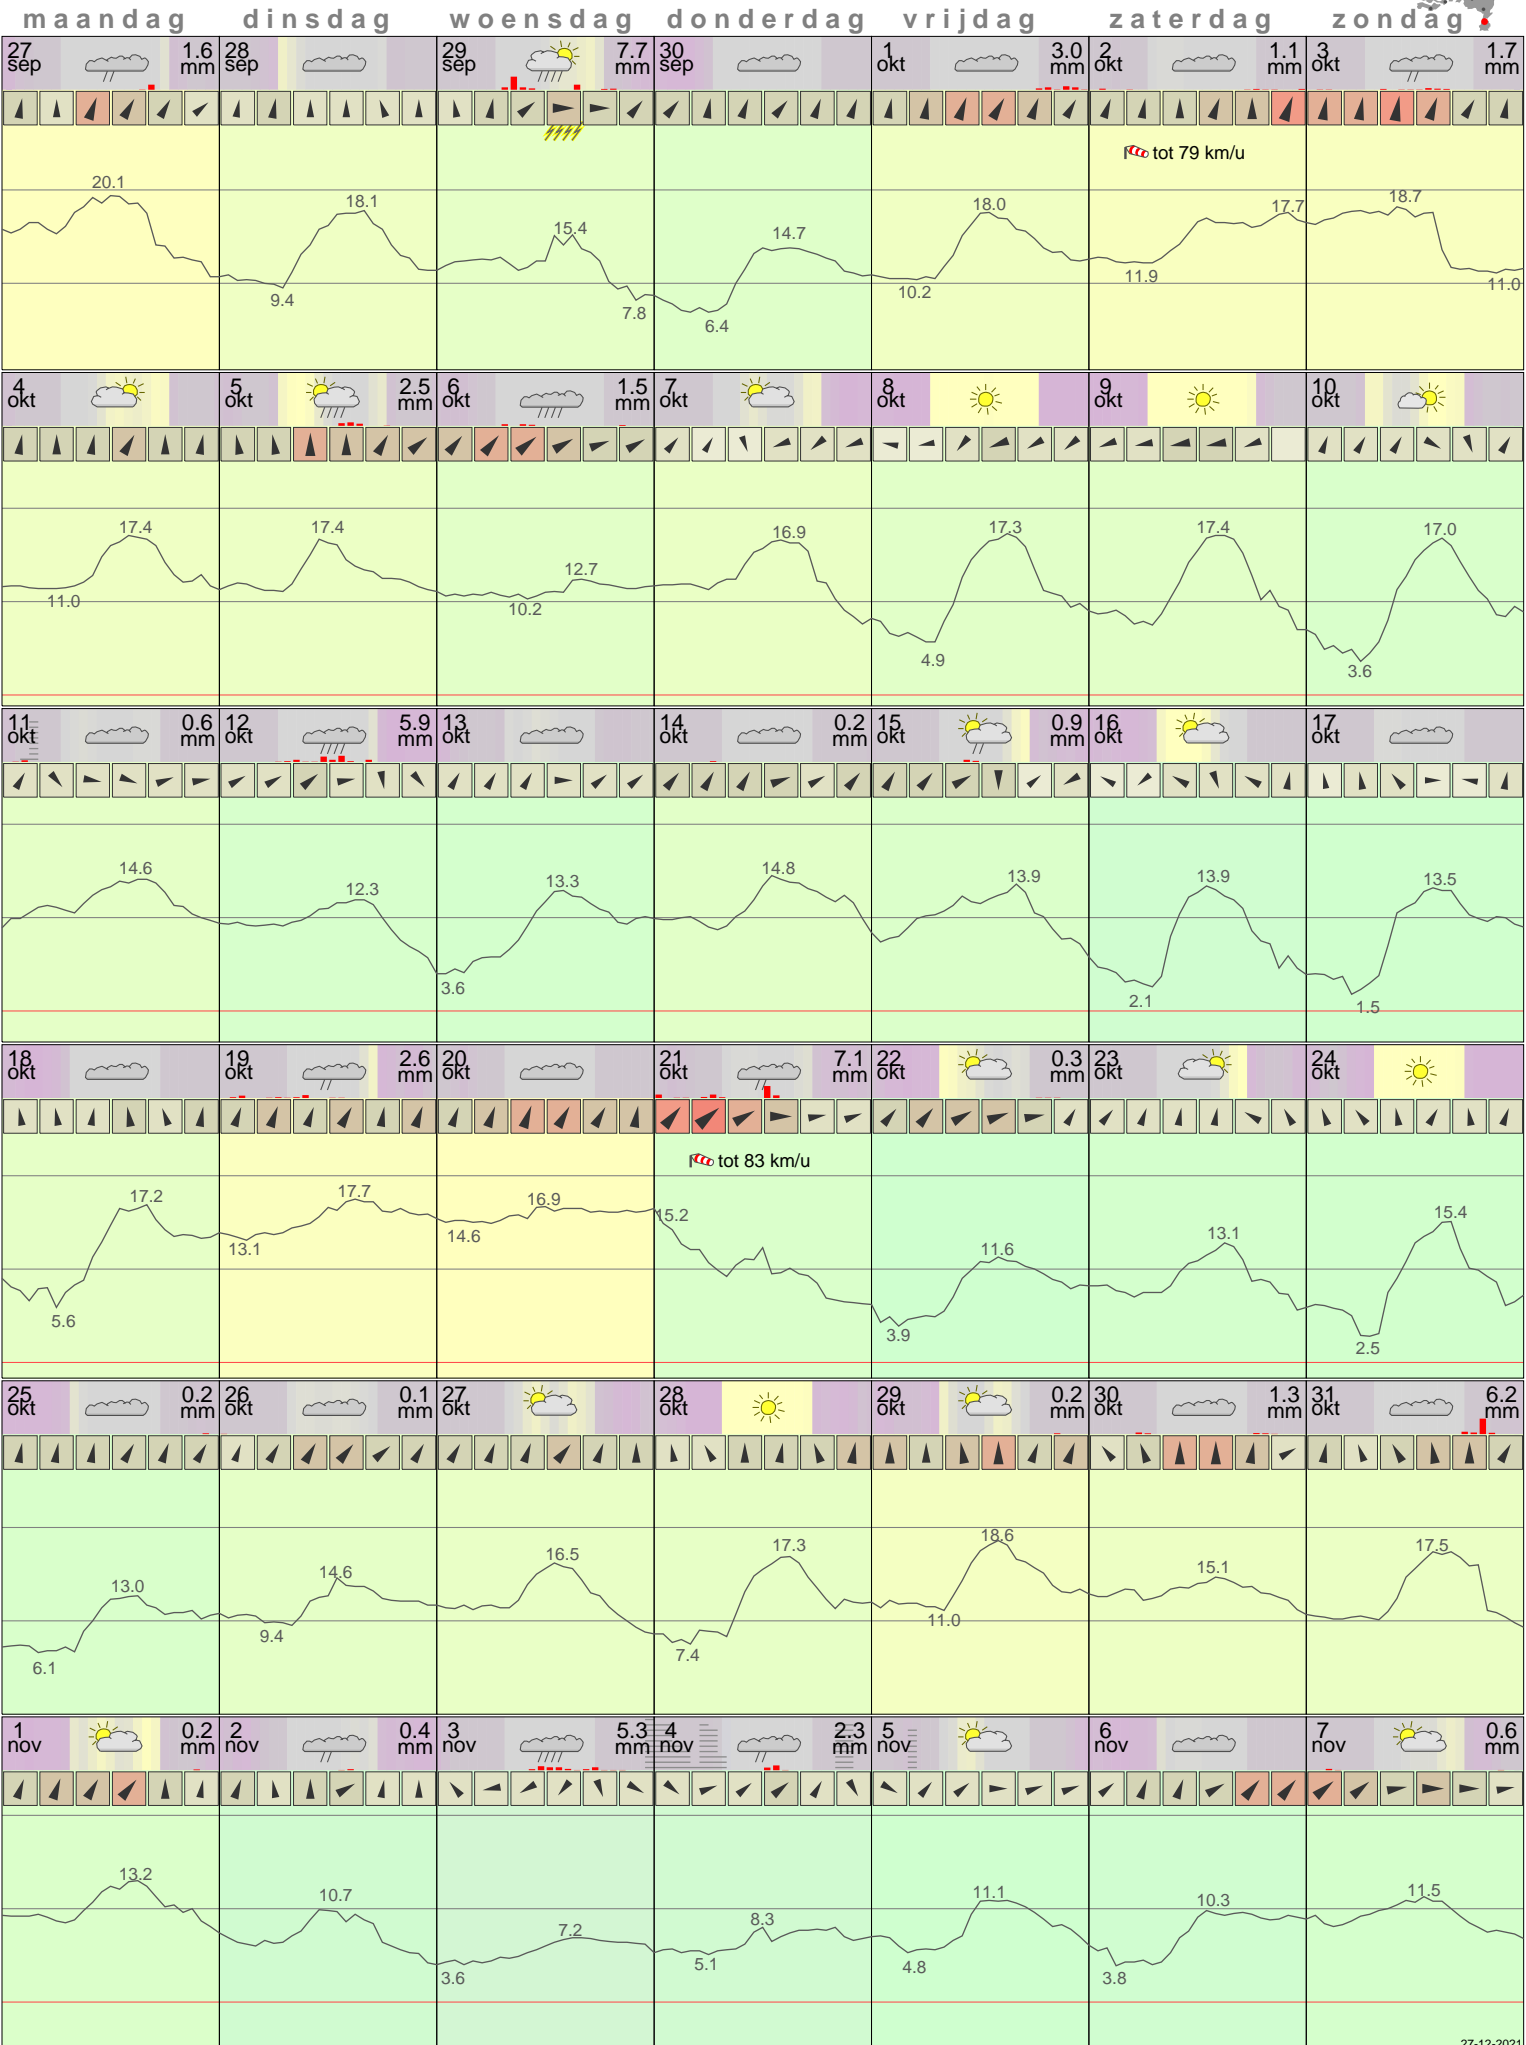 maandag dinsdag woensdag donderdag vrijdag zaterdag zondag
27 sep 1.6 mm 28 sep 29 sep 7.7 mm 30 sep 1 okt 3.0 mm 2 okt 1.1 mm 3 okt 1.7 mm
tot 79 km/u
20.1 18.1 15.4 14.7 18.0 17.7 18.7
9.4 7.8 6.4 10.2 11.9 11.0
4 okt 5 okt 2.5 mm 6 okt 1.5 mm 7 okt 8 okt 9 okt 10 okt
17.4 17.4 12.7 16.9 17.3 17.4 17.0
11.0 10.2 4.9 3.6
11 okt 0.6 mm 12 okt 5.9 mm 13 okt 14 okt 0.2 mm 15 okt 0.9 mm 16 okt 17 okt
14.6 12.3 13.3 14.8 13.9 13.9 13.5
3.6 2.1 1.5
18 okt 19 okt 2.6 mm 20 okt 21 okt 7.1 mm 22 okt 0.3 mm 23 okt 24 okt
tot 83 km/u
17.2 17.7 16.9 15.2 11.6 13.1 15.4
5.6 13.1 14.6 3.9 2.5
25 okt 0.2 mm 26 okt 0.1 mm 27 okt 28 okt 29 okt 0.2 mm 30 okt 1.3 mm 31 okt 6.2 mm
13.0 14.6 16.5 17.3 18.6 15.1 17.5
6.1 9.4 7.4 11.0
1 nov 0.2 mm 2 nov 0.4 mm 3 nov 5.3 mm 4 nov 2.3 mm 5 nov 6 nov 7 nov 0.6 mm
13.2 10.7 7.2 8.3 11.1 10.3 11.5
3.6 5.1 4.8 3.8
27-12-2021